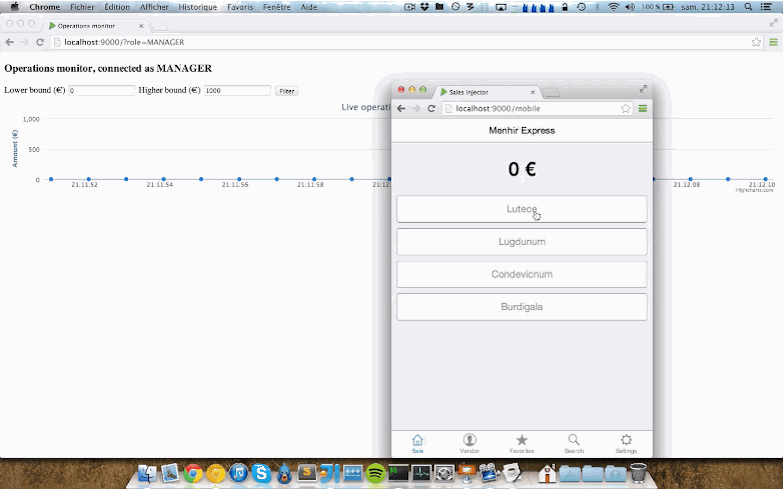 Chrome Fichier Édition Afficher Historique Favoris Fenêtre Aide 100 % sam. 21:12:13
Operations monitor
localhost:9000/?role=MANAGER
Operations monitor, connected as MANAGER
Lower bound (€) 0 Higher bound (€) 1000 Filter
Live operati
1,000
500
0
Amount (€)
21:11:52 21:11:54 21:11:56 21:11:58 21:12: 21:12:08 21:12:10
Highcharts.com
Sales injector
localhost:9000/mobile
Menhir Express
0 €
Lutece
Lugdunum
Condevicnum
Burdigala
Sale Vendor Favorites Search Settings